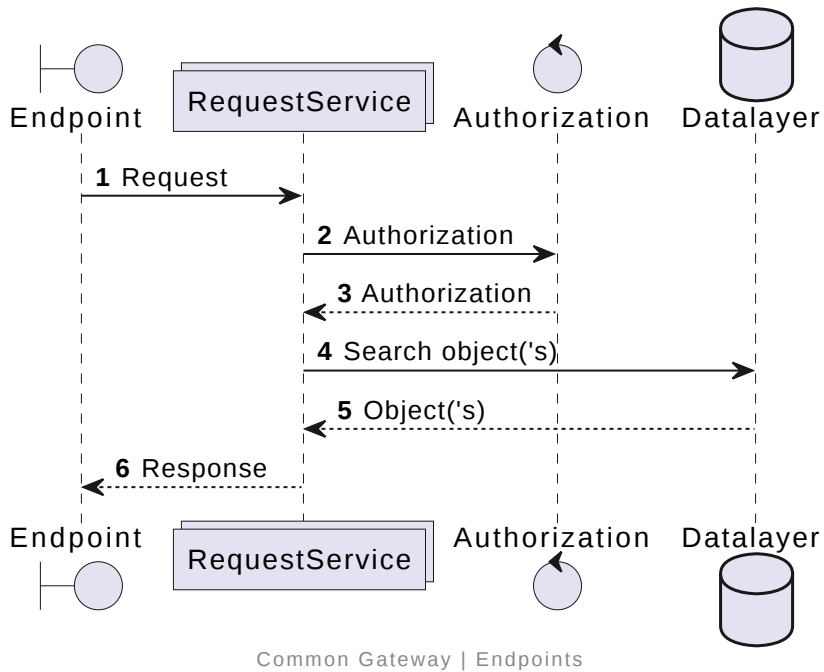 Endpoint
RequestService
Authorization
Datalayer
1 Request
2 Authorization
3 Authorization
4 Search object('s)
5 Object('s)
6 Response
Endpoint
RequestService
Authorization
Datalayer
Common Gateway | Endpoints